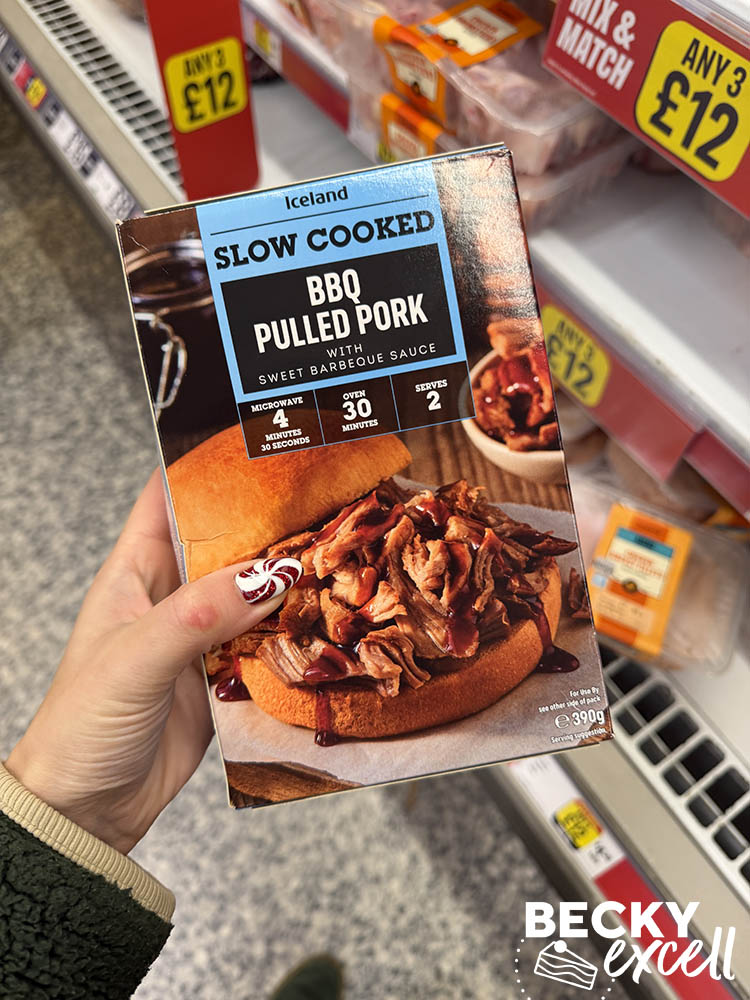 ANY 3
£12
MIX &
MATCH
ANY 3
£12
ANY 3
£12
Iceland
SLOW COOKED
BBQ
PULLED PORK
WITH
SWEET BARBEQUE SAUCE
MICROWAVE
4
MINUTES
30 SECONDS
OVEN
30
MINUTES
SERVES
2
For Use By
see other side of pack
e 390g
Serving suggestion
BECKY
excell